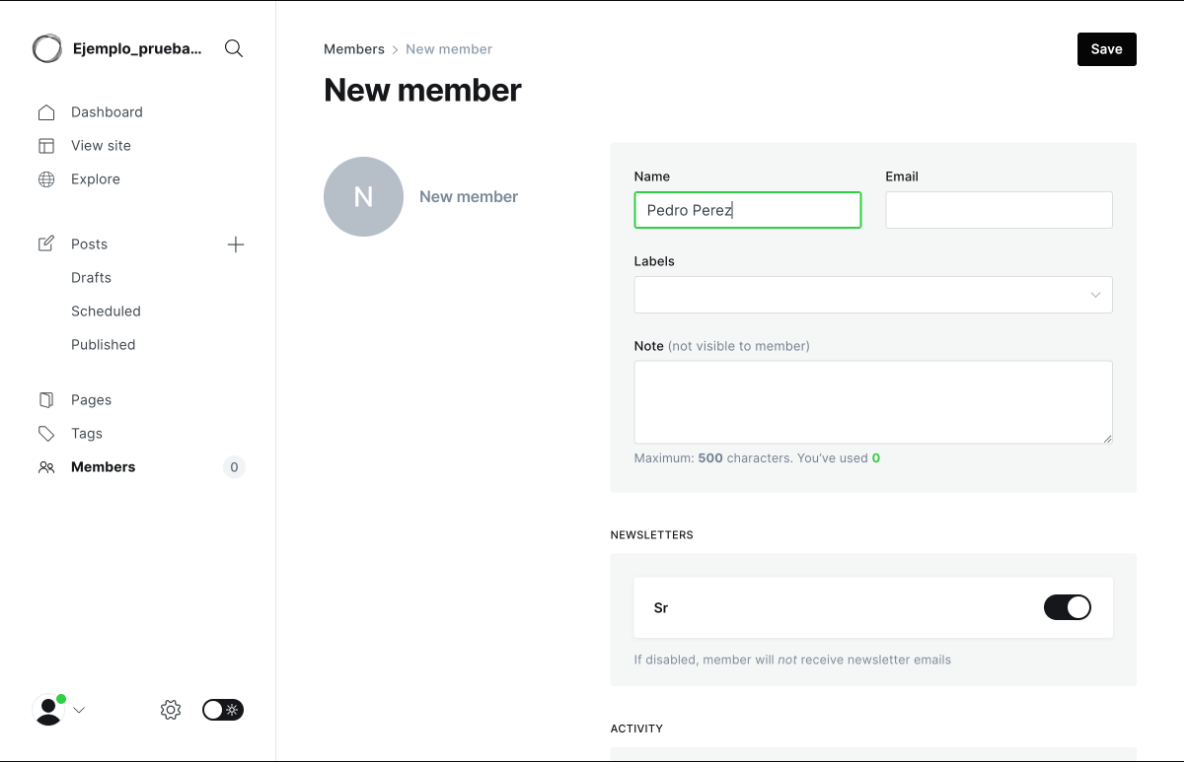 Ejemplo_prueba...
Dashboard
View site
Explore
Posts
Drafts
Scheduled
Published
Pages
Tags
Members 0
Members > New member
Save
New member
N New member
Name Email
Pedro Perez
Labels
Note (not visible to member)
Maximum: 500 characters. You've used 0
NEWSLETTERS
Sr
If disabled, member will not receive newsletter emails
ACTIVITY